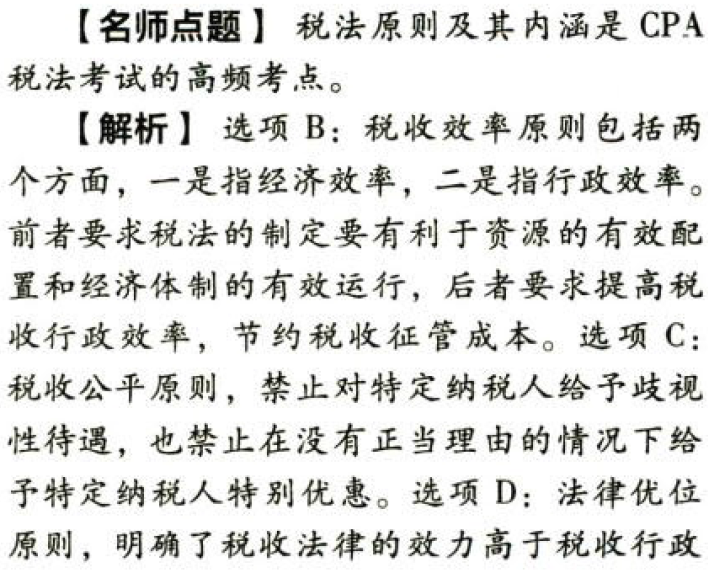 【名师点题】 税法原则及其内涵是 CPA
税法考试的高频考点。
【解析】 选项 B：税收效率原则包括两
个方面，一是指经济效率，二是指行政效率。
前者要求税法的制定要有利于资源的有效配
置和经济体制的有效运行，后者要求提高税
收行政效率，节约税收征管成本。选项 C：
税收公平原则，禁止对特定纳税人给予歧视
性待遇，也禁止在没有正当理由的情况下给
予特定纳税人特别优惠。选项 D：法律优位
原则，明确了税收法律的效力高于税收行政